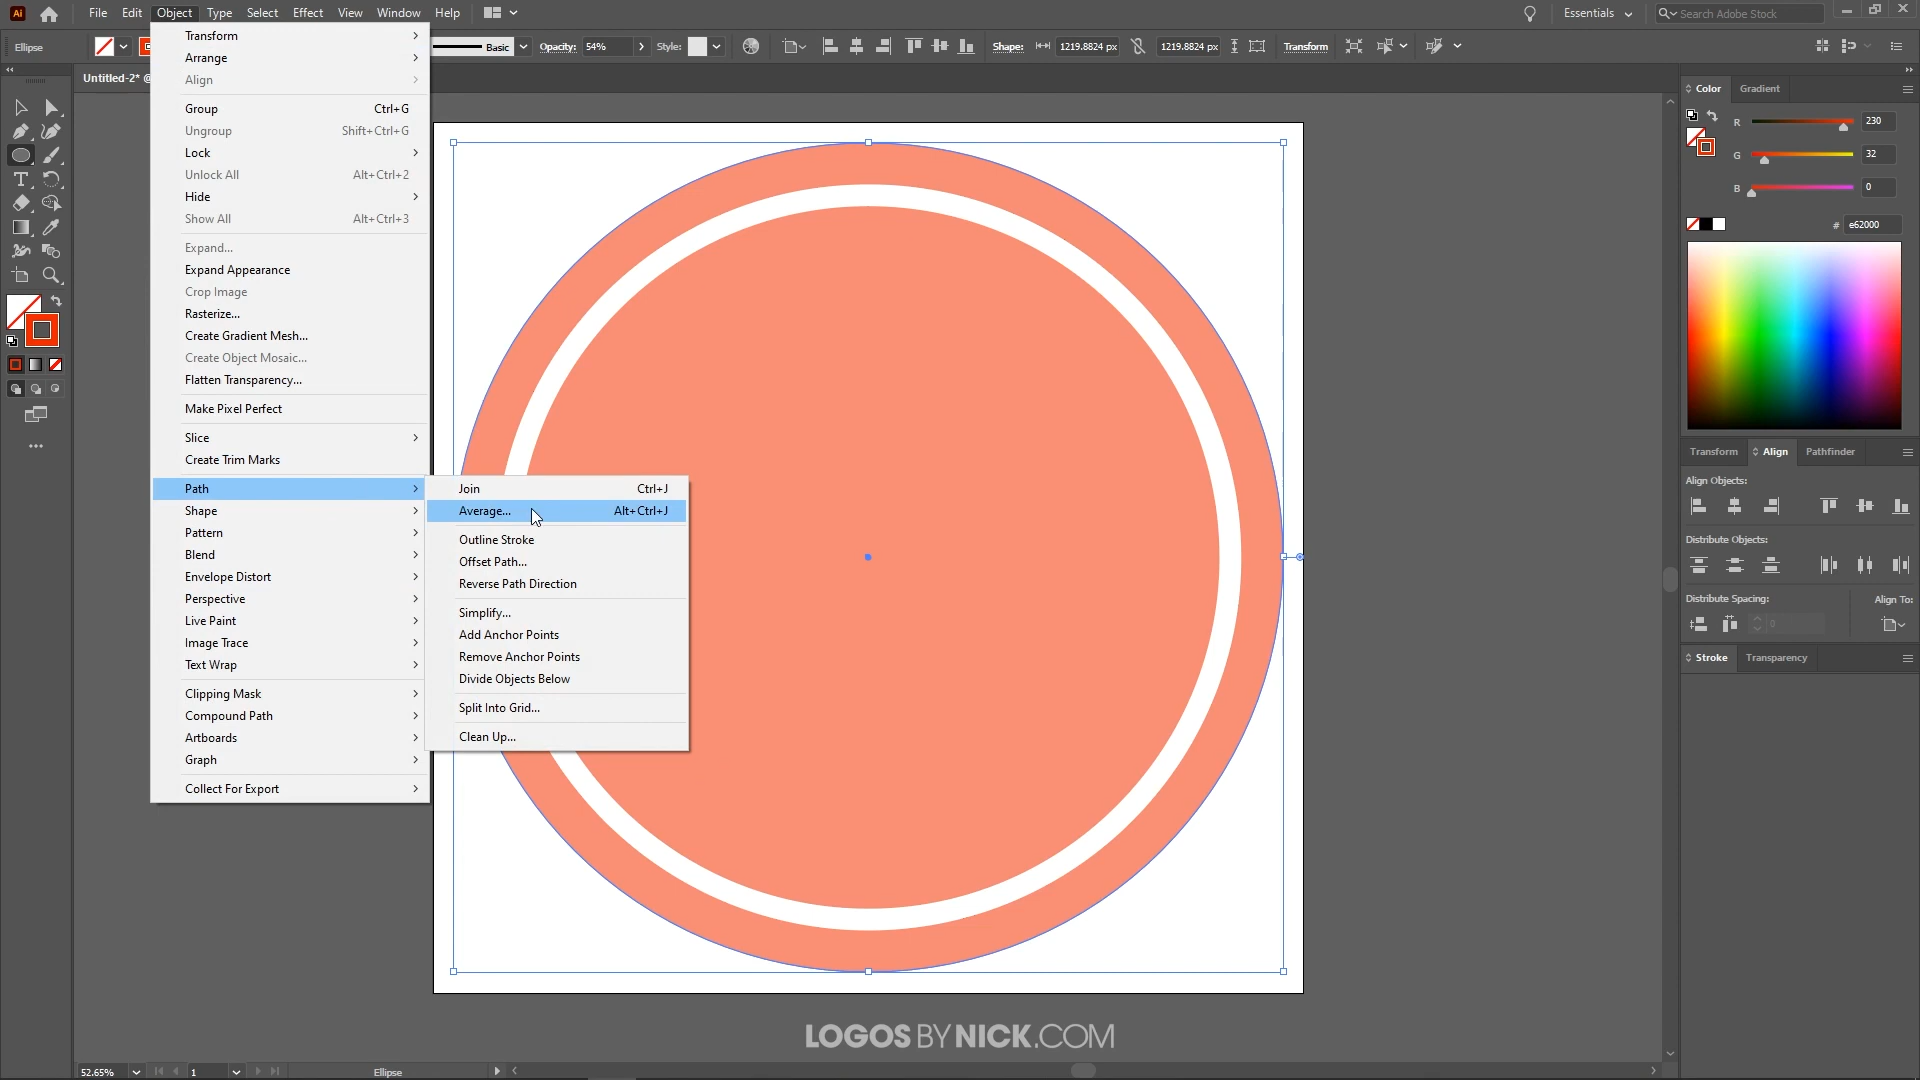 Ai File Edit Object Type Select Effect View Window Help Essentials Search Adobe Stock
Ellipse Basic Opacity: 54% Style: Shape: 1219.8824 px 1219.8824 px Transform
Untitled-2* @
Transform
Arrange
Align
Group Ctrl+G
Ungroup Shift+Ctrl+G
Lock
Unlock All Alt+Ctrl+2
Hide
Show All Alt+Ctrl+3
Expand...
Expand Appearance
Crop Image
Rasterize...
Create Gradient Mesh...
Create Object Mosaic...
Flatten Transparency...
Make Pixel Perfect
Slice
Create Trim Marks
Path
Shape
Pattern
Blend
Envelope Distort
Perspective
Live Paint
Image Trace
Text Wrap
Clipping Mask
Compound Path
Artboards
Graph
Collect For Export
Join Ctrl+J
Average... Alt+Ctrl+J
Outline Stroke
Offset Path...
Reverse Path Direction
Simplify...
Add Anchor Points
Remove Anchor Points
Divide Objects Below
Split Into Grid...
Clean Up...
Color Gradient
R 230
G 32
B 0
# e62000
Transform Align Pathfinder
Align Objects:
Distribute Objects:
Distribute Spacing: Align To:
0
Stroke Transparency
LOGOS BY NICK.COM
52.65% 1 Ellipse